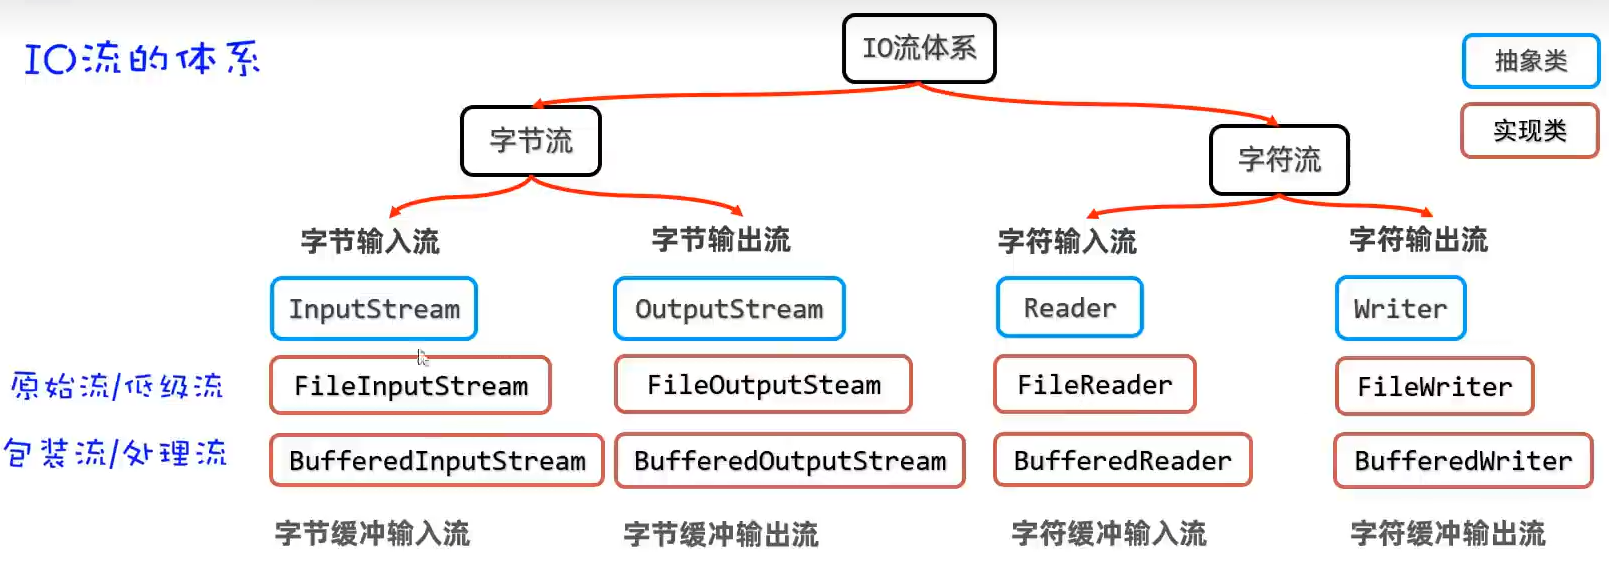 IO流的体系
IO流体系
抽象类
实现类
字节流
字符流
字节输入流
字节输出流
字符输入流
字符输出流
InputStream
OutputStream
Reader
Writer
原始流/低级流
FileInputStream
FileOutputSteam
FileReader
FileWriter
包装流/处理流
BufferedInputStream
BufferedOutputStream
BufferedReader
BufferedWriter
字节缓冲输入流
字节缓冲输出流
字符缓冲输入流
字符缓冲输出流